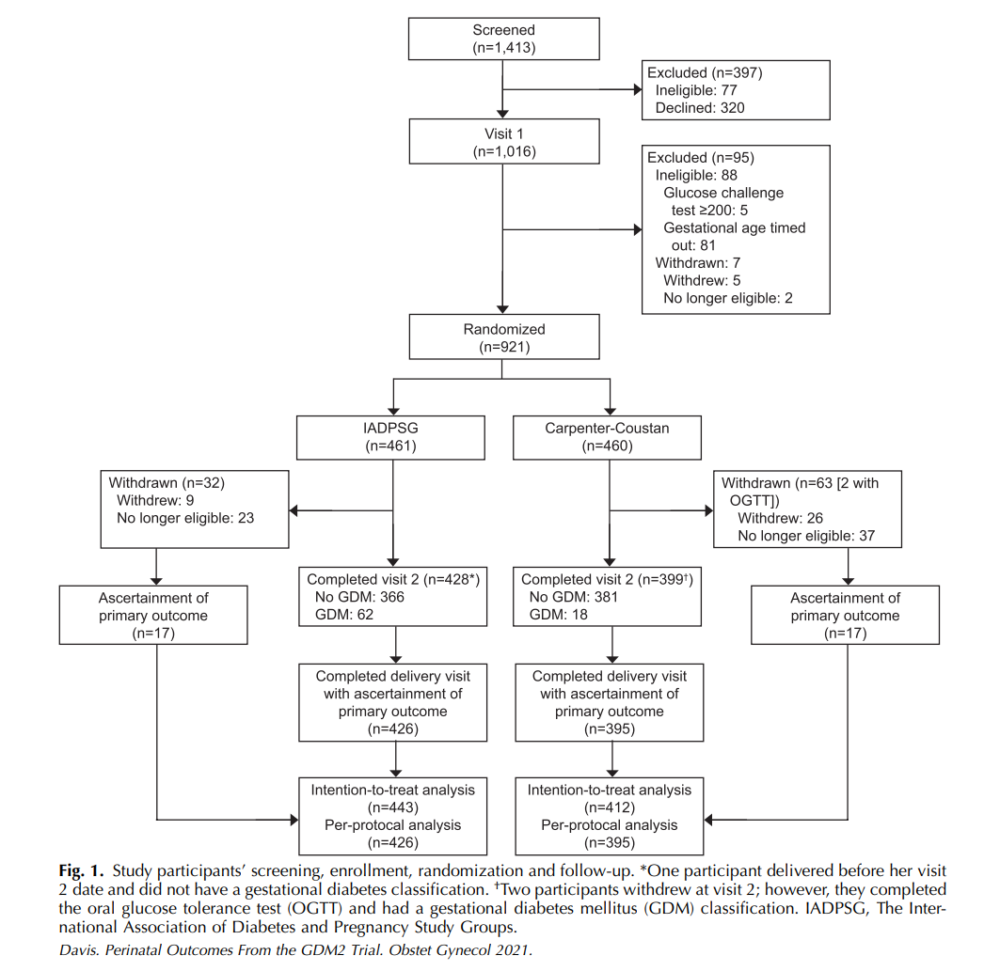 Screened
(n=1,413)
Excluded (n=397)
Ineligible: 77
Declined: 320
Visit 1
(n=1,016)
Excluded (n=95)
Ineligible: 88
Glucose challenge
test ≥200: 5
Gestational age timed
out: 81
Withdrawn: 7
Withdrew: 5
No longer eligible: 2
Randomized
(n=921)
IADPSG
(n=461)
Carpenter-Coustan
(n=460)
Withdrawn (n=32)
Withdrew: 9
No longer eligible: 23
Withdrawn (n=63 [2 with
OGTT])
Withdrew: 26
No longer eligible: 37
Ascertainment of
primary outcome
(n=17)
Completed visit 2 (n=428*)
No GDM: 366
GDM: 62
Completed visit 2 (n=399†)
No GDM: 381
GDM: 18
Ascertainment of
primary outcome
(n=17)
Completed delivery visit
with ascertainment of
primary outcome
(n=426)
Completed delivery visit
with ascertainment of
primary outcome
(n=395)
Intention-to-treat analysis
(n=443)
Per-protocal analysis
(n=426)
Intention-to-treat analysis
(n=412)
Per-protocal analysis
(n=395)
Fig. 1. Study participants' screening, enrollment, randomization and follow-up. *One participant delivered before her visit
2 date and did not have a gestational diabetes classification. †Two participants withdrew at visit 2; however, they completed
the oral glucose tolerance test (OGTT) and had a gestational diabetes mellitus (GDM) classification. IADPSG, The Inter-
national Association of Diabetes and Pregnancy Study Groups.
Davis. Perinatal Outcomes From the GDM2 Trial. Obstet Gynecol 2021.